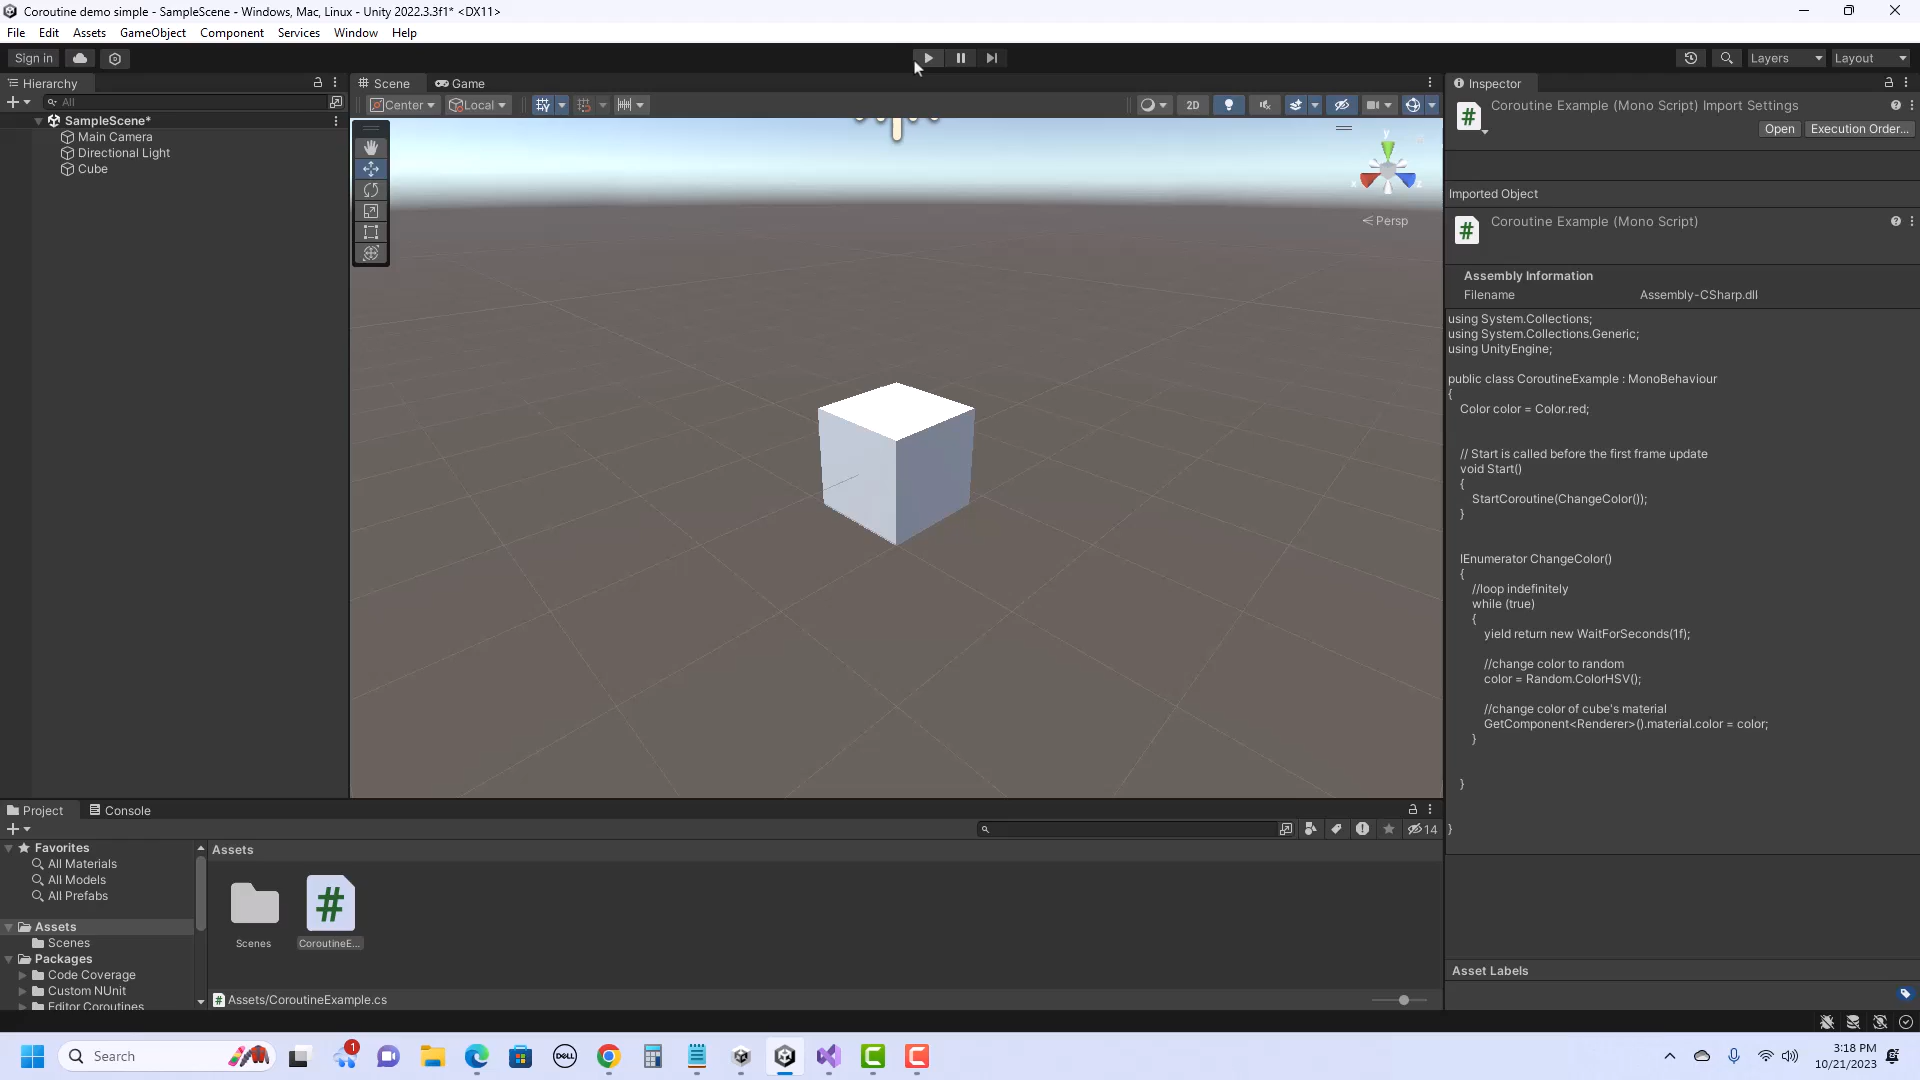 Coroutine demo simple - SampleScene - Windows, Mac, Linux - Unity 2022.3.3f1* <DX11>
File Edit Assets GameObject Component Services Window Help
Sign in
Layers
Layout
Hierarchy
All
SampleScene*
Main Camera
Directional Light
Cube
Scene
Game
Center
Local
2D
y
x
z
Persp
Inspector
Coroutine Example (Mono Script) Import Settings
Open
Execution Order...
Imported Object
Coroutine Example (Mono Script)
Assembly Information
Filename
Assembly-CSharp.dll
using System.Collections;
using System.Collections.Generic;
using UnityEngine;
public class CoroutineExample : MonoBehaviour
{
Color color = Color.red;
// Start is called before the first frame update
void Start()
{
StartCoroutine(ChangeColor());
}
IEnumerator ChangeColor()
{
//loop indefinitely
while (true)
{
yield return new WaitForSeconds(1f);
//change color to random
color = Random.ColorHSV();
//change color of cube's material
GetComponent<Renderer>().material.color = color;
}
}
}
Asset Labels
Project
Console
14
Favorites
All Materials
All Models
All Prefabs
Assets
Scenes
Packages
Code Coverage
Custom NUnit
Editor Coroutines
Assets
#
Scenes
CoroutineE...
Assets/CoroutineExample.cs
Search
1
DELL
3:18 PM
10/21/2023